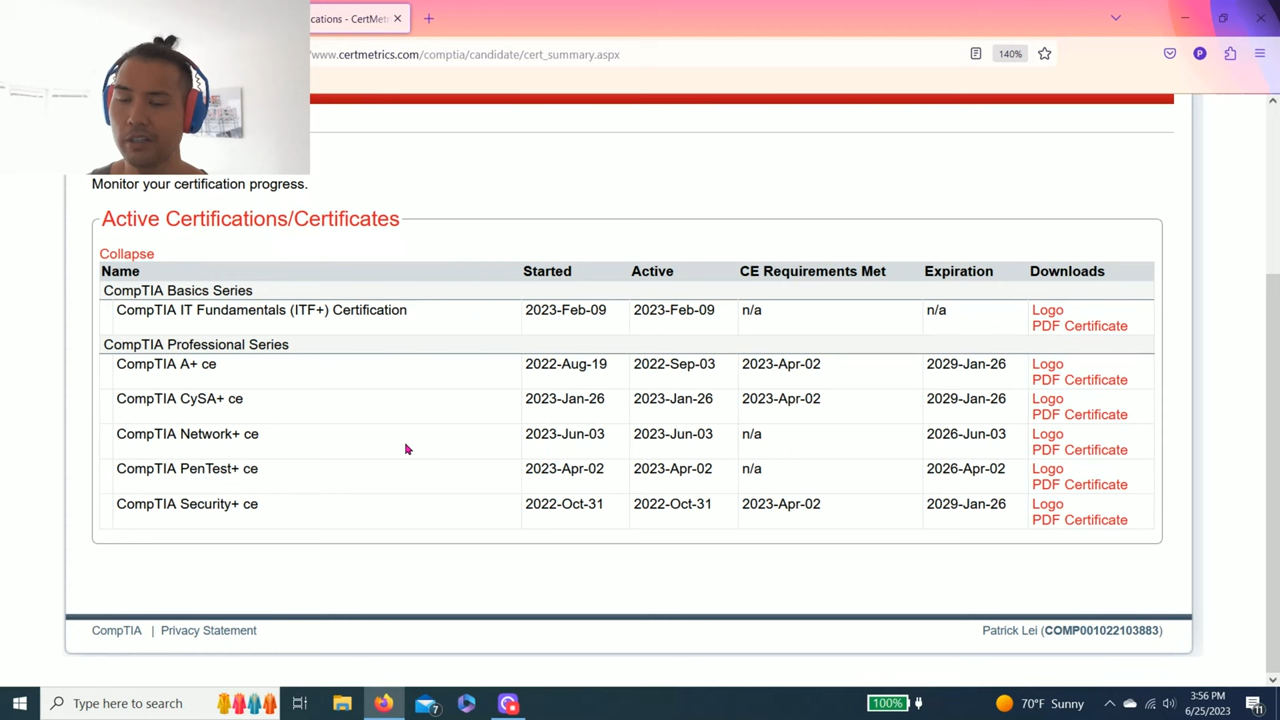 ications - CertMet
www.certmetrics.com/comptia/candidate/cert_summary.aspx
140%
P
Monitor your certification progress.
Active Certifications/Certificates
Collapse
Name Started Active CE Requirements Met Expiration Downloads
CompTIA Basics Series
CompTIA IT Fundamentals (ITF+) Certification 2023-Feb-09 2023-Feb-09 n/a n/a Logo
PDF Certificate
CompTIA Professional Series
CompTIA A+ ce 2022-Aug-19 2022-Sep-03 2023-Apr-02 2029-Jan-26 Logo
PDF Certificate
CompTIA CySA+ ce 2023-Jan-26 2023-Jan-26 2023-Apr-02 2029-Jan-26 Logo
PDF Certificate
CompTIA Network+ ce 2023-Jun-03 2023-Jun-03 n/a 2026-Jun-03 Logo
PDF Certificate
CompTIA PenTest+ ce 2023-Apr-02 2023-Apr-02 n/a 2026-Apr-02 Logo
PDF Certificate
CompTIA Security+ ce 2022-Oct-31 2022-Oct-31 2023-Apr-02 2029-Jan-26 Logo
PDF Certificate
CompTIA | Privacy Statement Patrick Lei (COMP001022103883)
Type here to search 7 100% 70°F Sunny 3:56 PM
6/25/2023 11